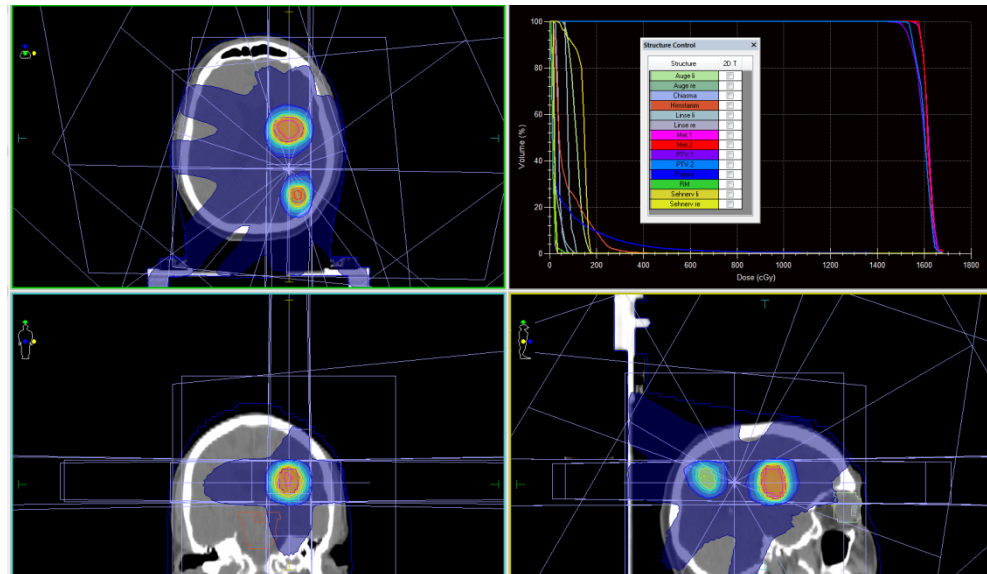 Structure Control
X
Structure 2D T
Auge li
Auge re
Chiasma
Hirnstamm
Linse li
Linse re
Met.1
Met.2
PTV.1
PTV.2
RM
Sehnerv li
Sehnerv re
Volume (%)
100
80
60
40
20
0
0 200 400 600 800 1000 1200 1400 1600 1800
Dose (cGy)